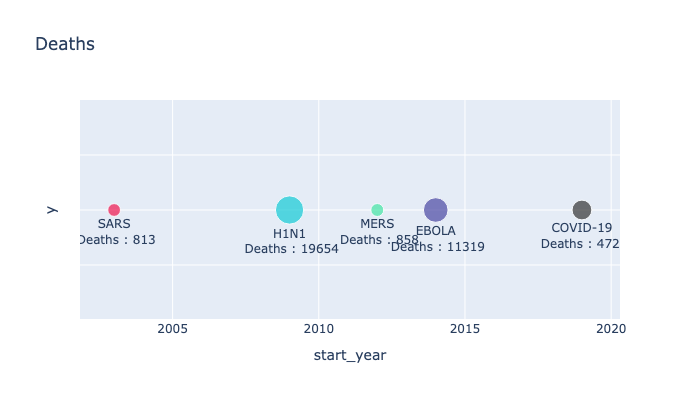 Deaths
y
SARS
Deaths : 813
H1N1
Deaths : 19654
MERS
Deaths : 858
EBOLA
Deaths : 11319
COVID-19
Deaths : 472
2005
2010
2015
2020
start_year